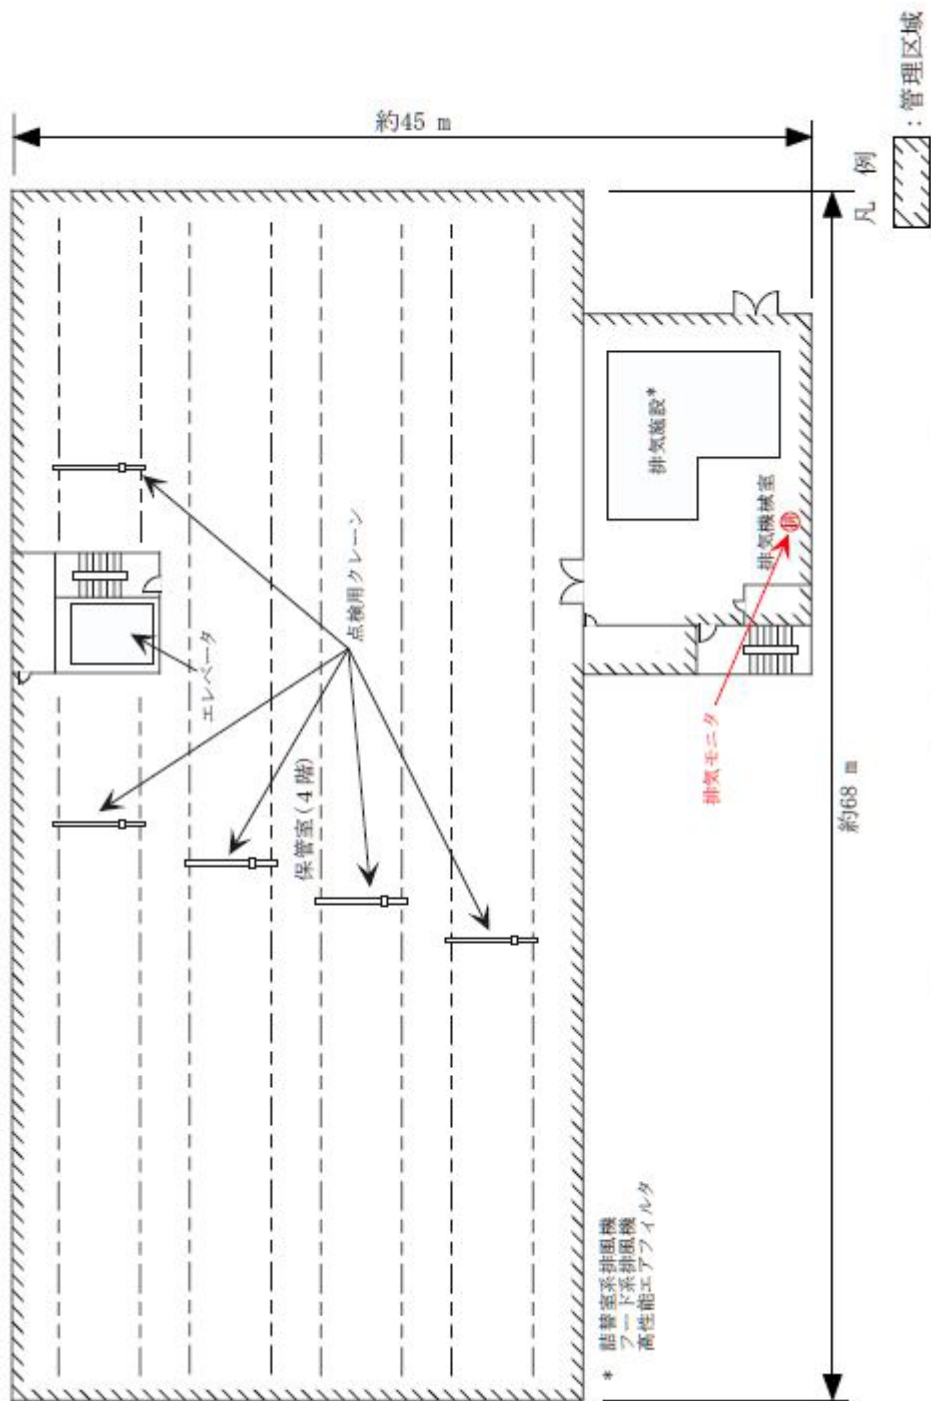 約45 m
点検用クレーン
エレベータ
保管室(4階)
排気施設*
排気機械室
排気モニタ
約68 m
凡 例
：管理区域
* 詰替室系排風機
フード系排風機
高性能エアフィルタ